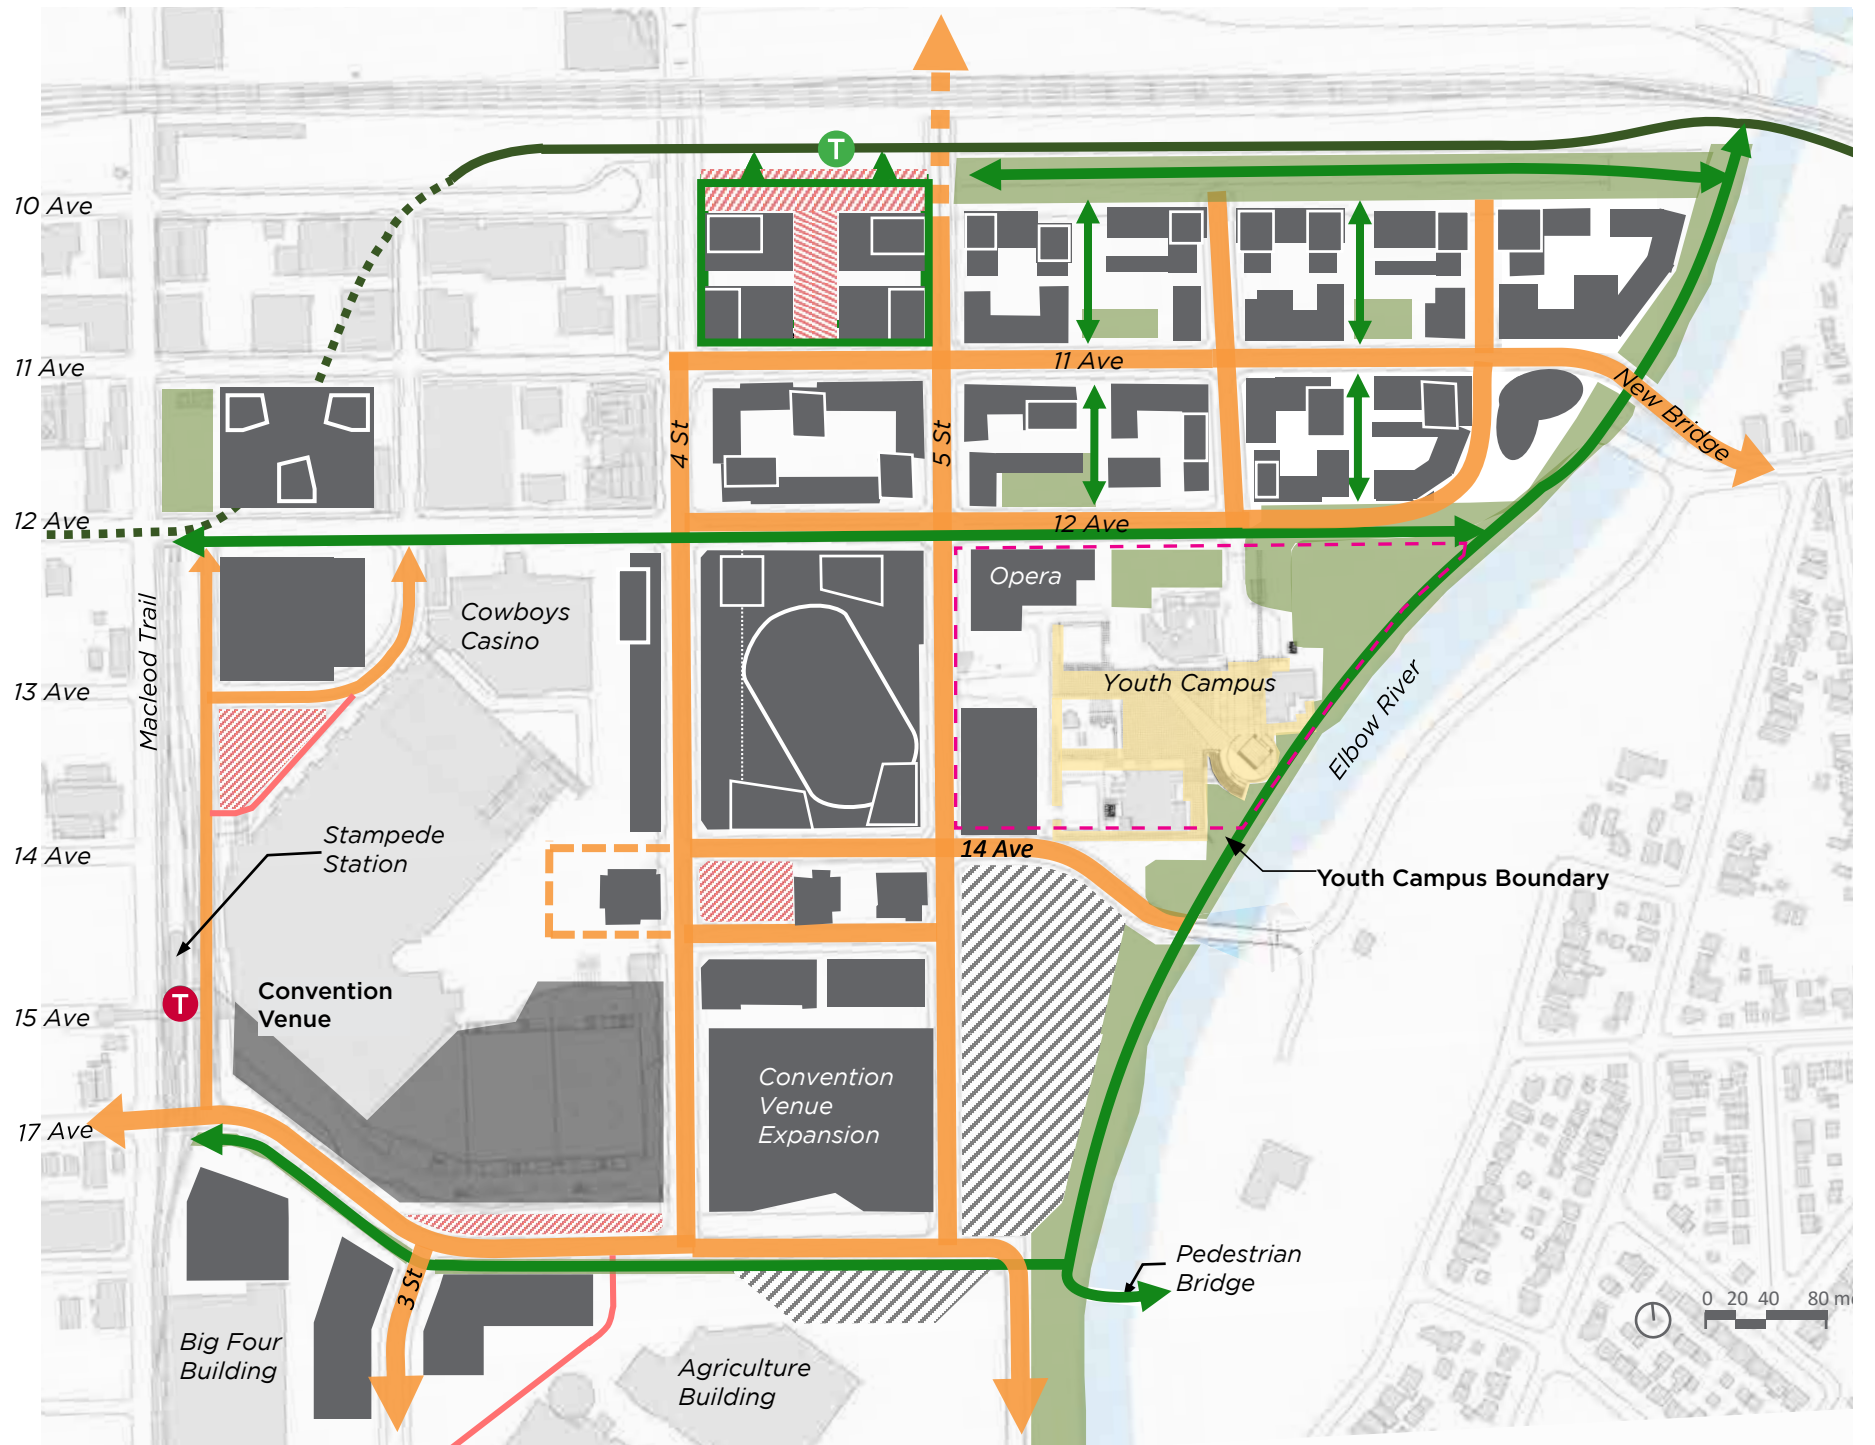 T
10 Ave
11 Ave
11 Ave
New Bridge
4 St
5 St
12 Ave
12 Ave
Opera
Cowboys
Casino
Macleod Trail
13 Ave
Youth Campus
Elbow River
Stampede
Station
14 Ave
14 Ave
Youth Campus Boundary
T
Convention
Venue
15 Ave
Convention
Venue
Expansion
17 Ave
Pedestrian
Bridge
3 St
0 20 40 80 m
Big Four
Building
Agriculture
Building